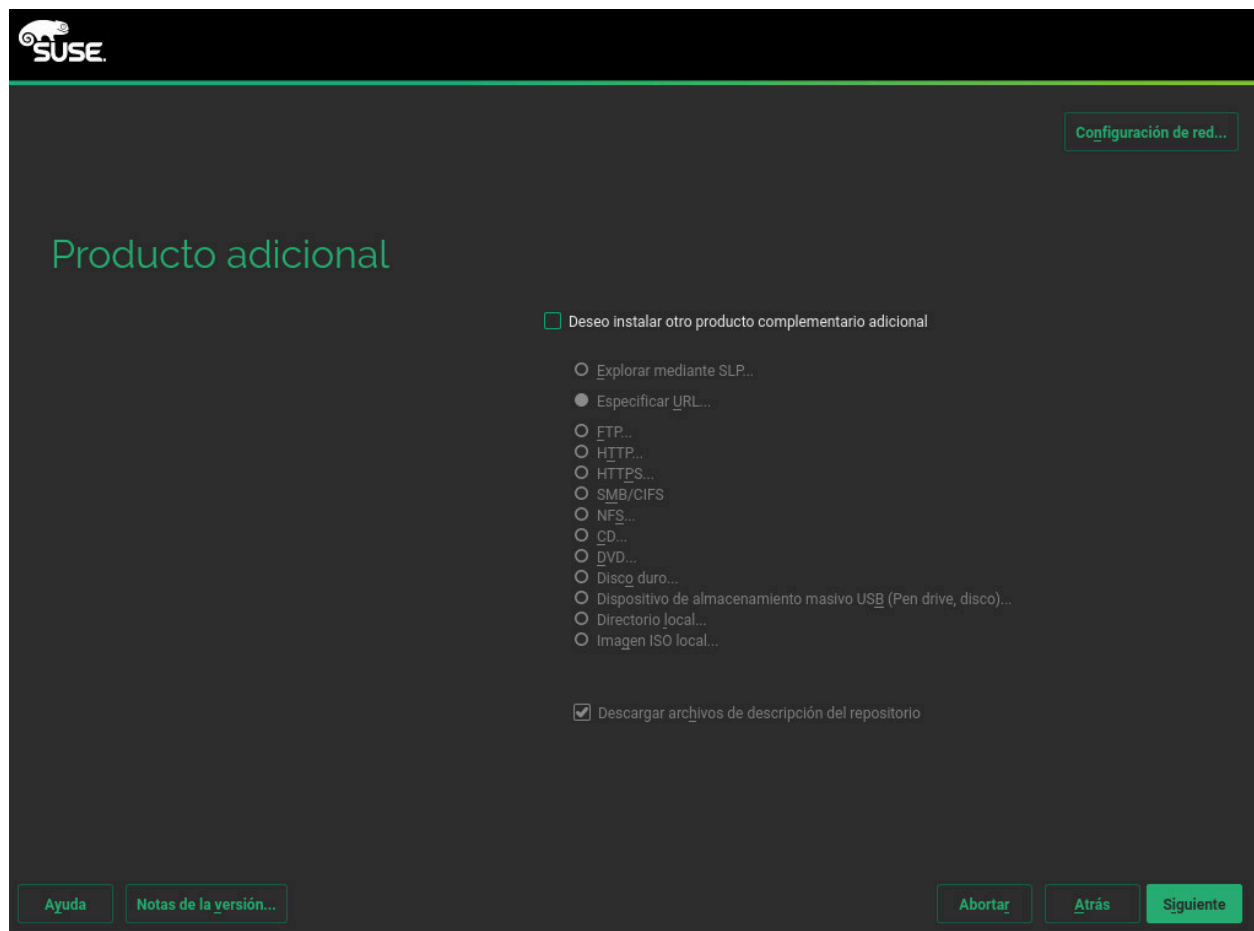 SUSE.
Configuración de red...
Producto adicional
Deseo instalar otro producto complementario adicional
Explorar mediante SLP...
Especificar URL...
FTP...
HTTP...
HTTPS...
SMB/CIFS
NFS...
CD...
DVD...
Disco duro...
Dispositivo de almacenamiento masivo USB (Pen drive, disco)...
Directorio local...
Imagen ISO local...
Descargar archivos de descripción del repositorio
Ayuda Notas de la versión... Abortar Atrás Siguiente